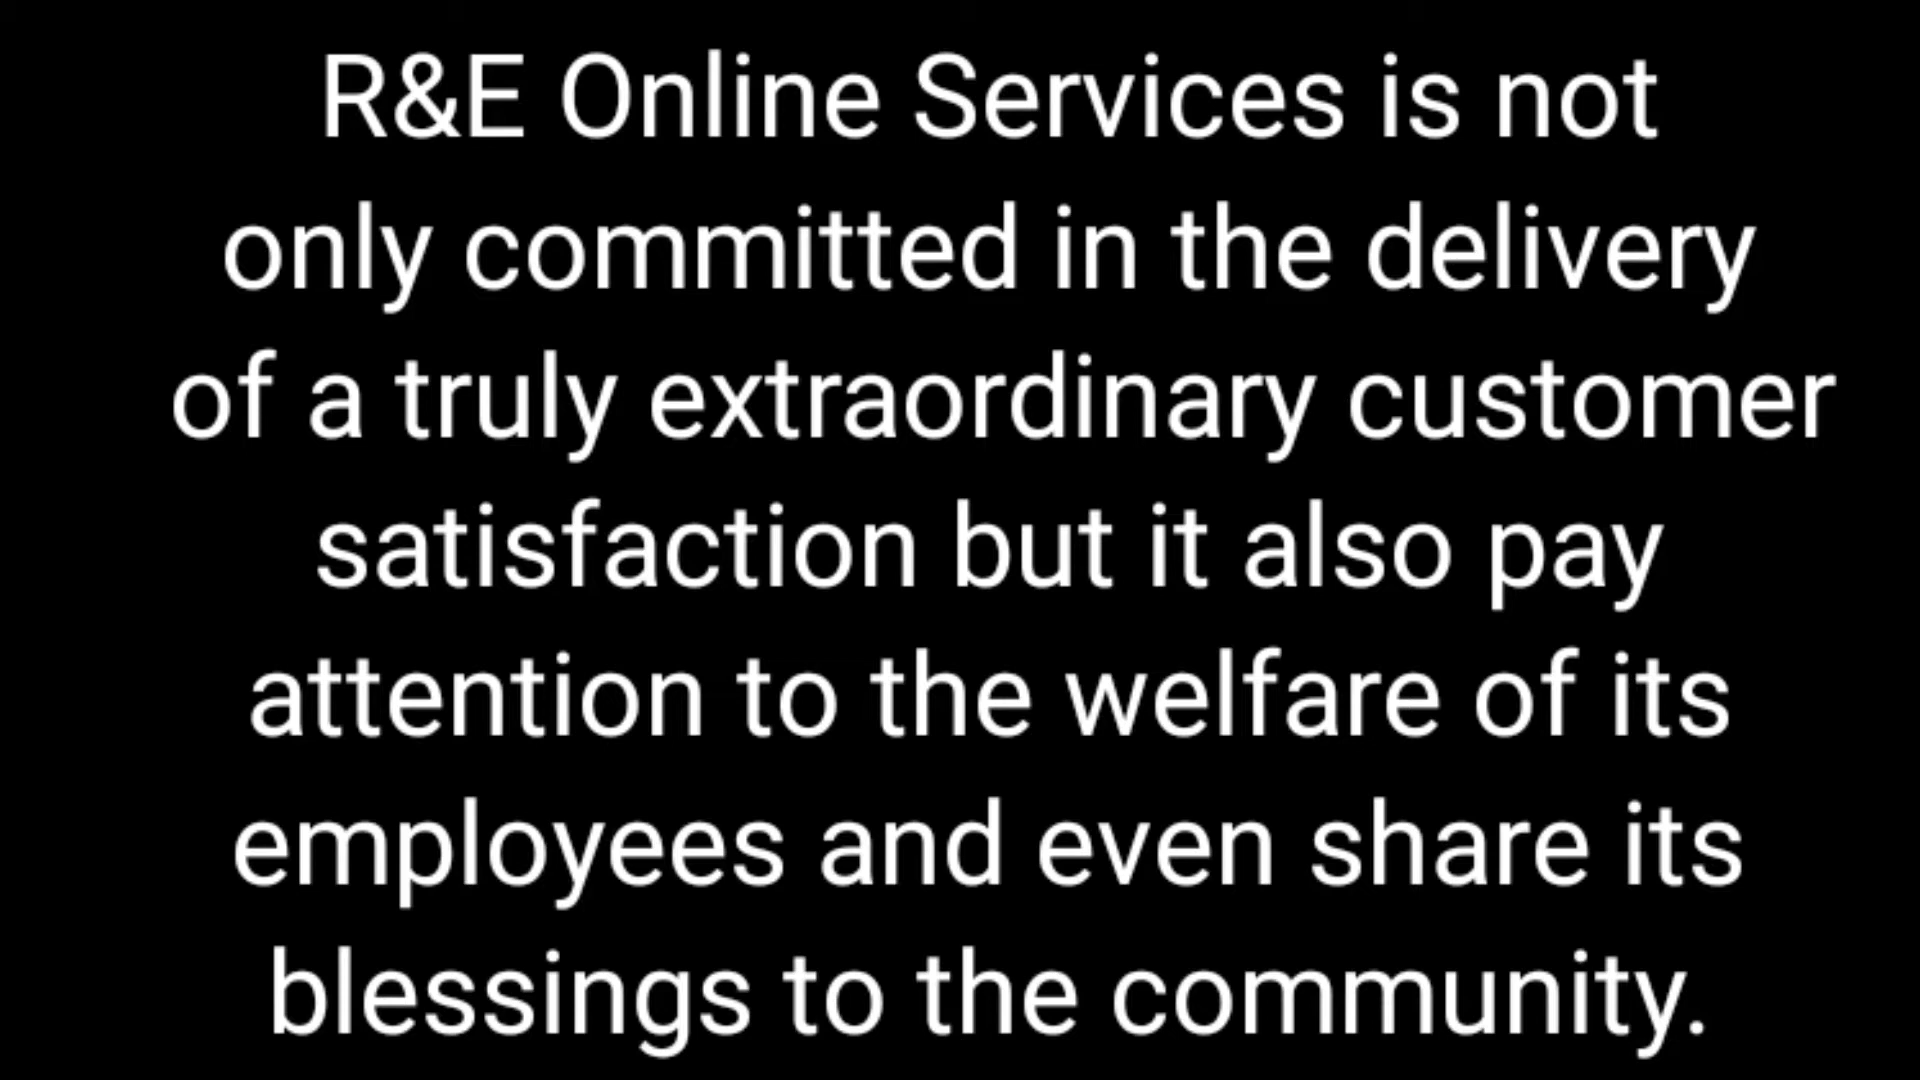 R&E Online Services is not
only committed in the delivery
of a truly extraordinary customer
satisfaction but it also pay
attention to the welfare of its
employees and even share its
blessings to the community.